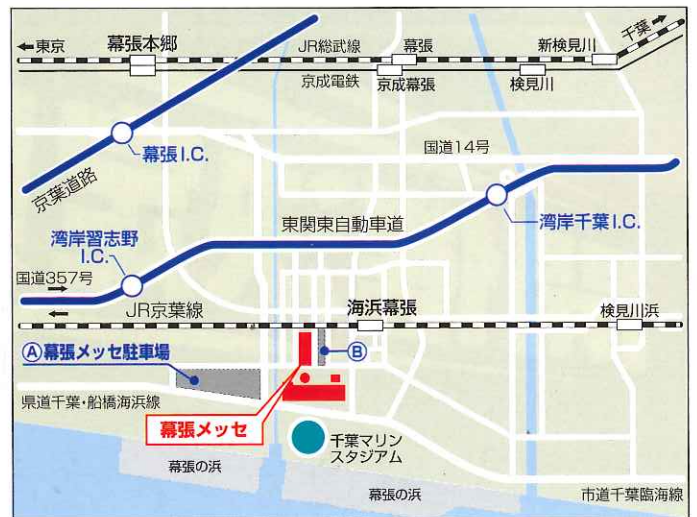 ←東京
幕張本郷
JR総武線
幕張
新検見川
千葉→
京成電鉄
京成幕張
検見川
幕張I.C.
国道14号
京葉道路
湾岸習志野
I.C.
東関東自動車道
湾岸千葉I.C.
国道357号
→
←
JR京葉線
海浜幕張
検見川浜
Ⓐ幕張メッセ駐車場
Ⓑ
県道千葉・船橋海浜線
幕張メッセ
千葉マリン
スタジアム
幕張の浜
幕張の浜
市道千葉臨海線